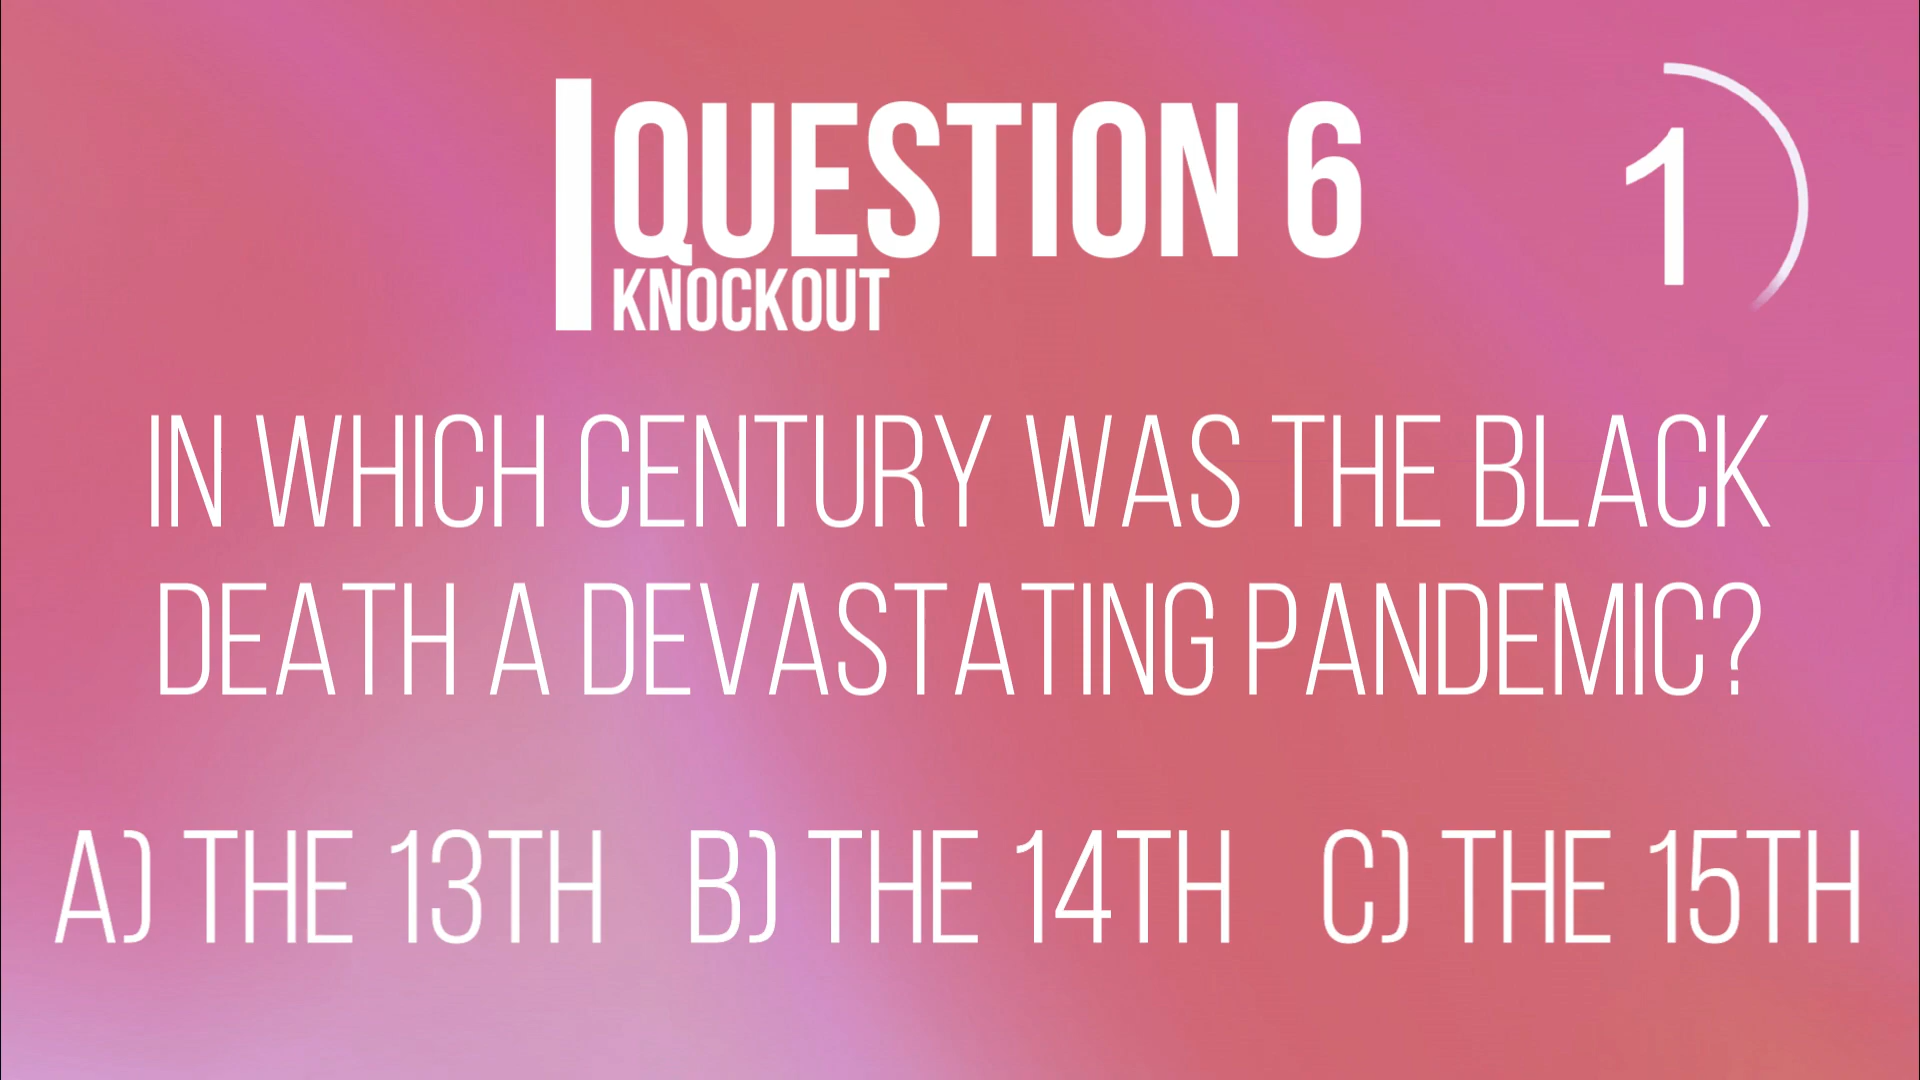 QUESTION 6
1
KNOCKOUT
IN WHICH CENTURY WAS THE BLACK
DEATH A DEVASTATING PANDEMIC?
A) THE 13TH B) THE 14TH C) THE 15TH